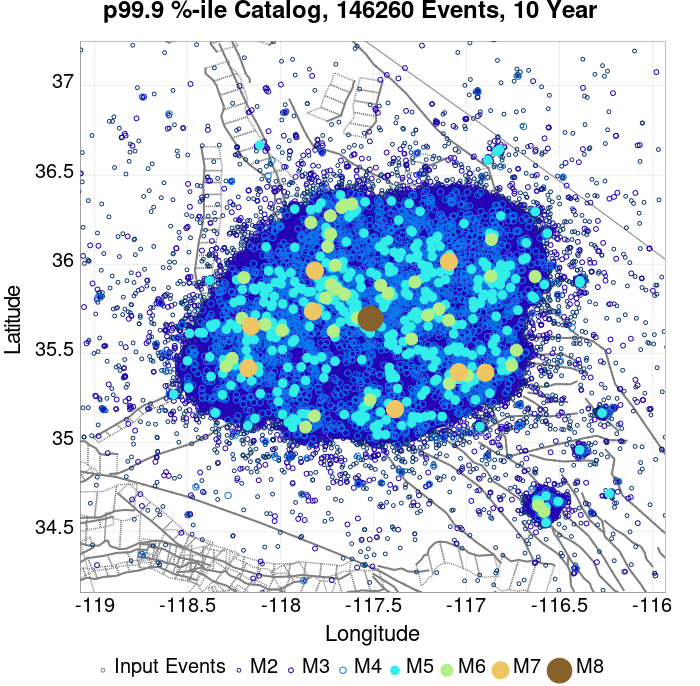 p99.9 %-ile Catalog, 146260 Events, 10 Year
37
36.5
36
35.5
35
34.5
Latitude
-119 -118.5 -118 -117.5 -117 -116.5 -116
Longitude
Input Events M2 M3 M4 M5 M6 M7 M8